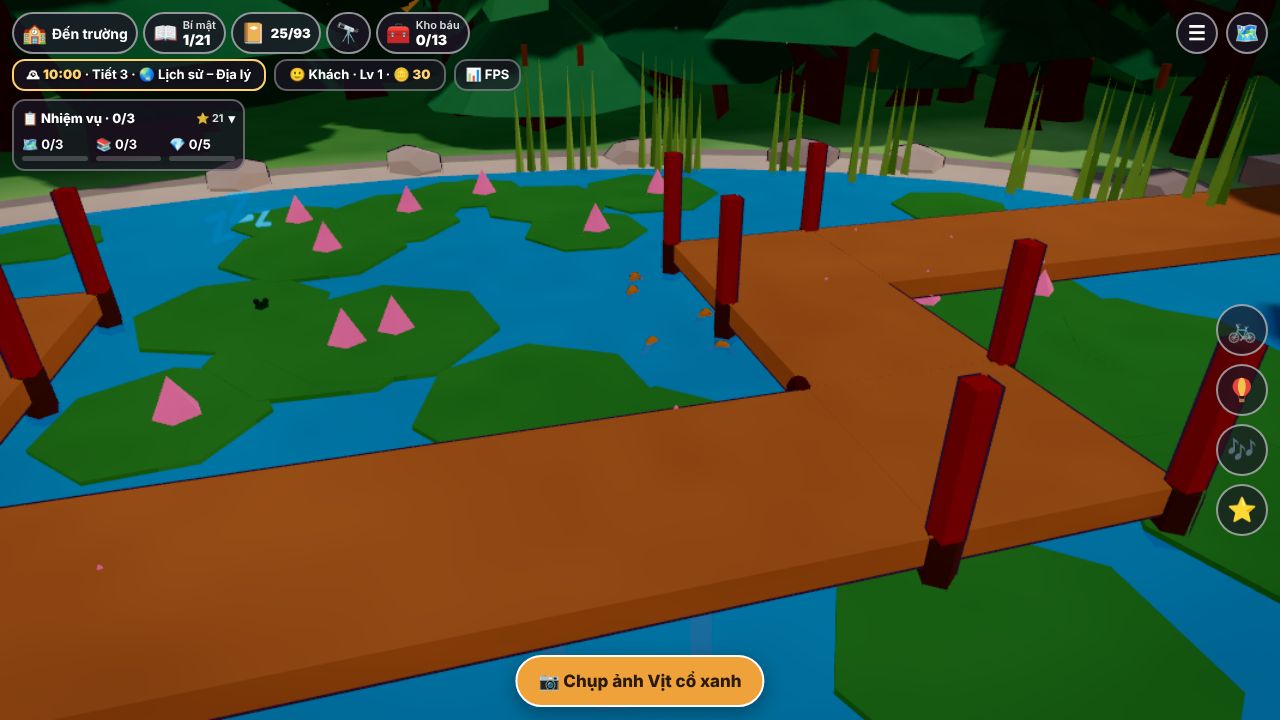 Đến trường
Bí mật
1/21
25/93
Kho báu
0/13
10:00 · Tiết 3 · Lịch sử – Địa lý
Khách · Lv 1 · 30
FPS
Nhiệm vụ · 0/3
21 ▾
0/3
0/3
0/5
Chụp ảnh Vịt cổ xanh